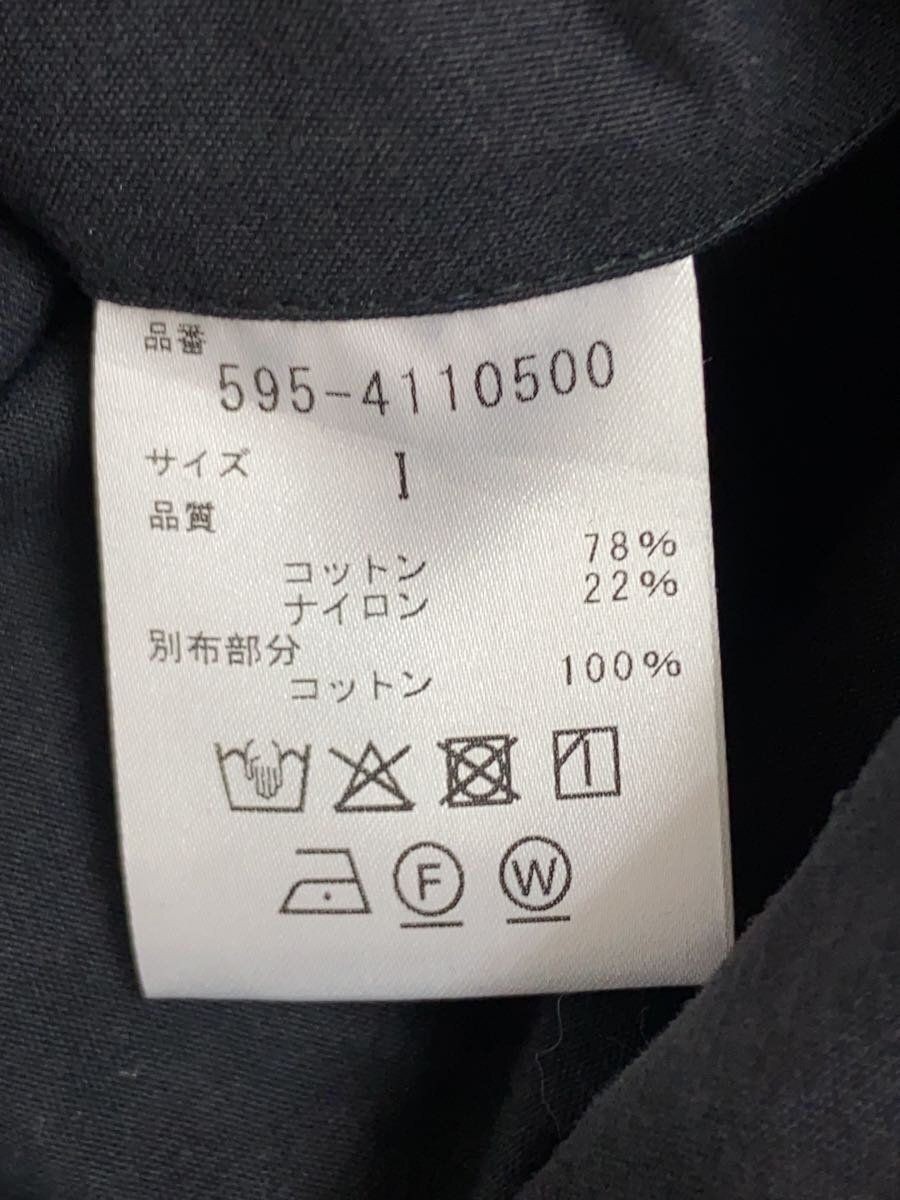 品番
595-4110500
サイズ I
品質
コットン 78%
ナイロン 22%
別布部分
コットン 100%
F W